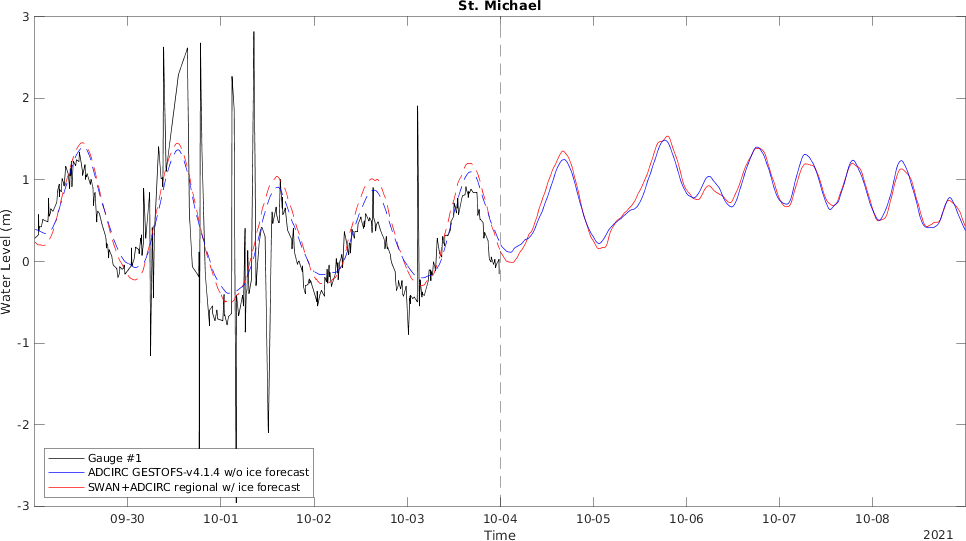 St. Michael
3
2
1
0
-1
-2
-3
Water Level (m)
Gauge #1
ADCIRC GESTOFS-v4.1.4 w/o ice forecast
SWAN+ADCIRC regional w/ ice forecast
09-30
10-01
10-02
10-03
10-04
10-05
10-06
10-07
10-08
Time
2021